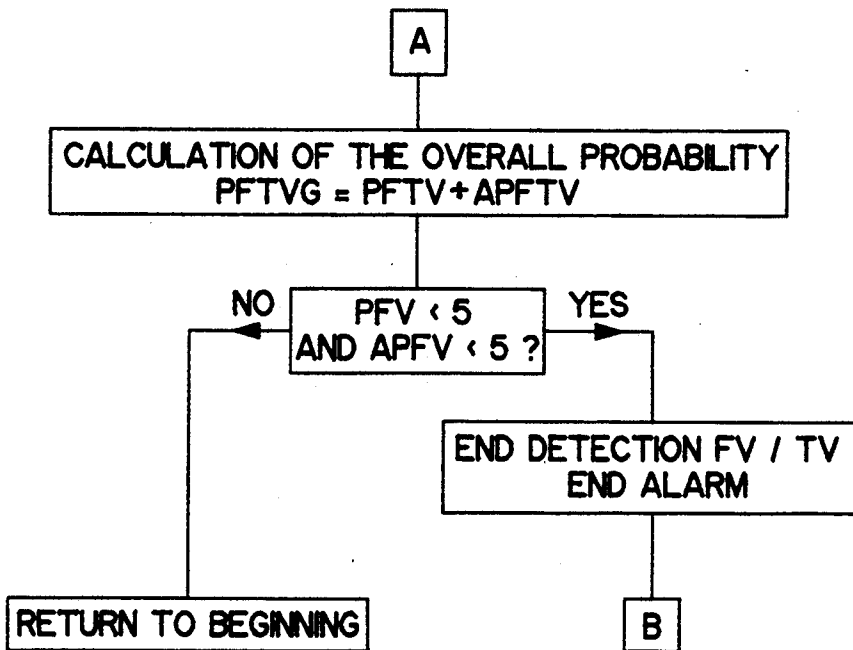 A
CALCULATION OF THE OVERALL PROBABILITY
PFTVG = PFTV+APFTV
NO
PFV < 5
AND APFV < 5 ?
YES
END DETECTION FV / TV
END ALARM
RETURN TO BEGINNING
B